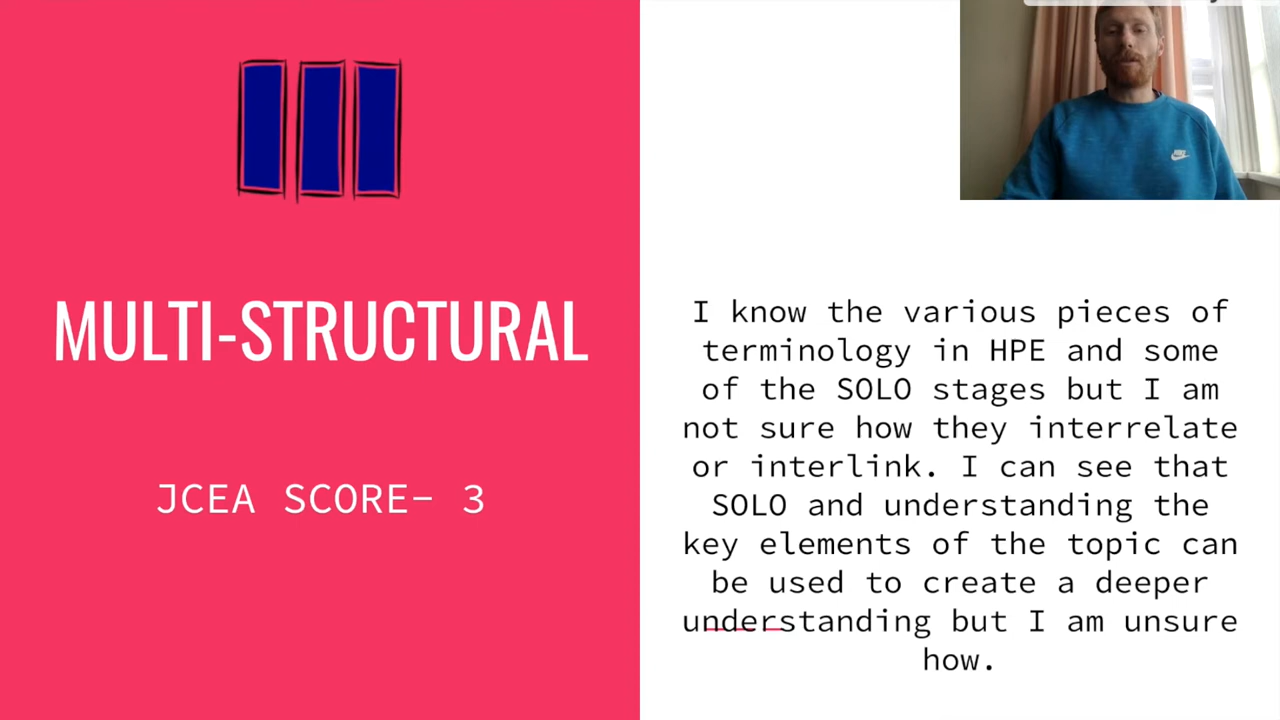 MULTI-STRUCTURAL
JCEA SCORE- 3
I know the various pieces of
terminology in HPE and some
of the SOLO stages but I am
not sure how they interrelate
or interlink. I can see that
SOLO and understanding the
key elements of the topic can
be used to create a deeper
understanding but I am unsure
how.